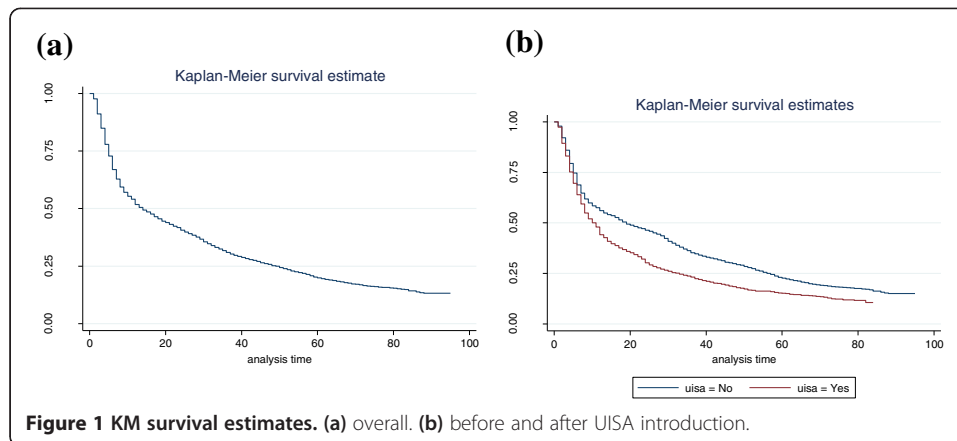 (a)
Kaplan-Meier survival estimate
1.00
0.75
0.50
0.25
0.00
0 20 40 60 80 100
analysis time
(b)
Kaplan-Meier survival estimates
1.00
0.75
0.50
0.25
0.00
0 20 40 60 80 100
analysis time
uisa = No uisa = Yes
Figure 1 KM survival estimates. (a) overall. (b) before and after UISA introduction.